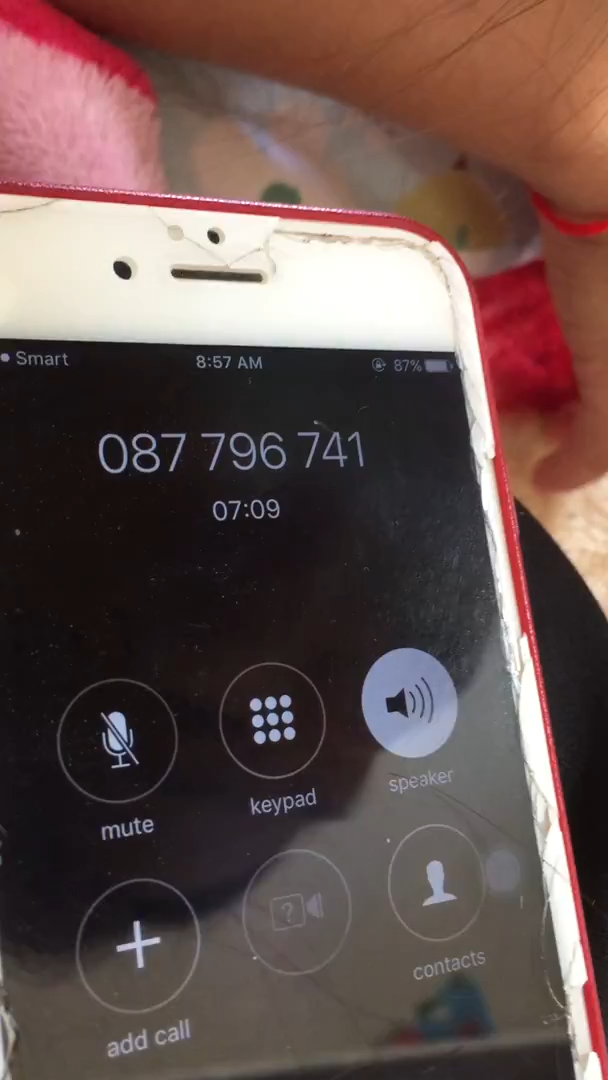 Smart 8:57 AM 87%
087 796 741
07:09
mute keypad speaker
?
add call contacts